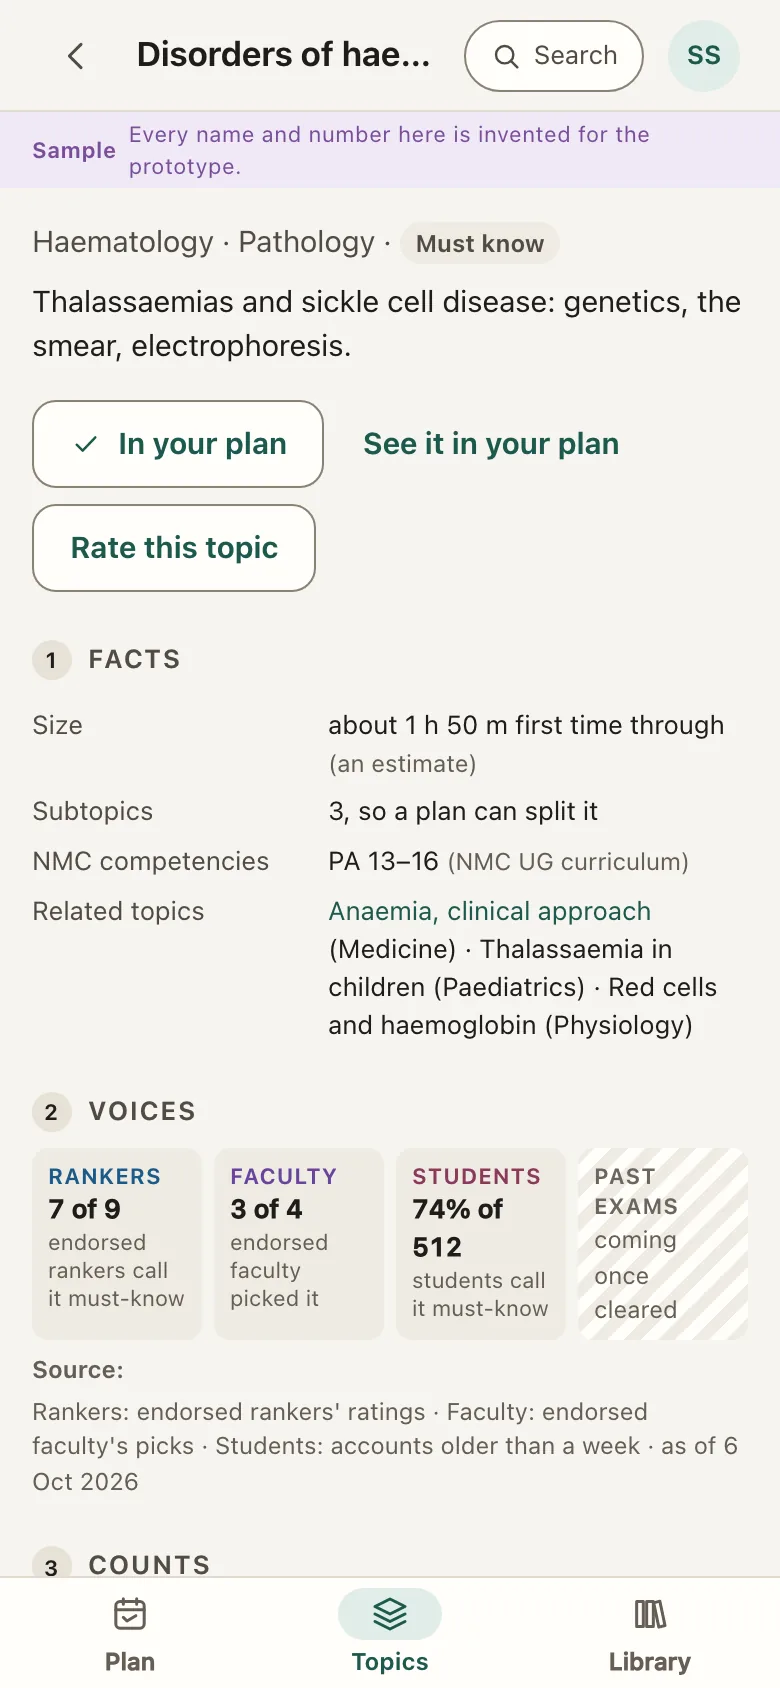 Disorders of hae...
Search
SS
Sample
Every name and number here is invented for the
prototype.
Haematology · Pathology · Must know
Thalassaemias and sickle cell disease: genetics, the
smear, electrophoresis.
In your plan
See it in your plan
Rate this topic
1 FACTS
Size
about 1 h 50 m first time through
(an estimate)
Subtopics
3, so a plan can split it
NMC competencies
PA 13–16 (NMC UG curriculum)
Related topics
Anaemia, clinical approach
(Medicine) · Thalassaemia in
children (Paediatrics) · Red cells
and haemoglobin (Physiology)
2 VOICES
RANKERS
7 of 9
endorsed
rankers call
it must-know
FACULTY
3 of 4
endorsed
faculty
picked it
STUDENTS
74% of
512
students call
it must-know
PAST
EXAMS
coming
once
cleared
Source:
Rankers: endorsed rankers' ratings · Faculty: endorsed
faculty's picks · Students: accounts older than a week · as of 6
Oct 2026
3 COUNTS
Plan
Topics
Library